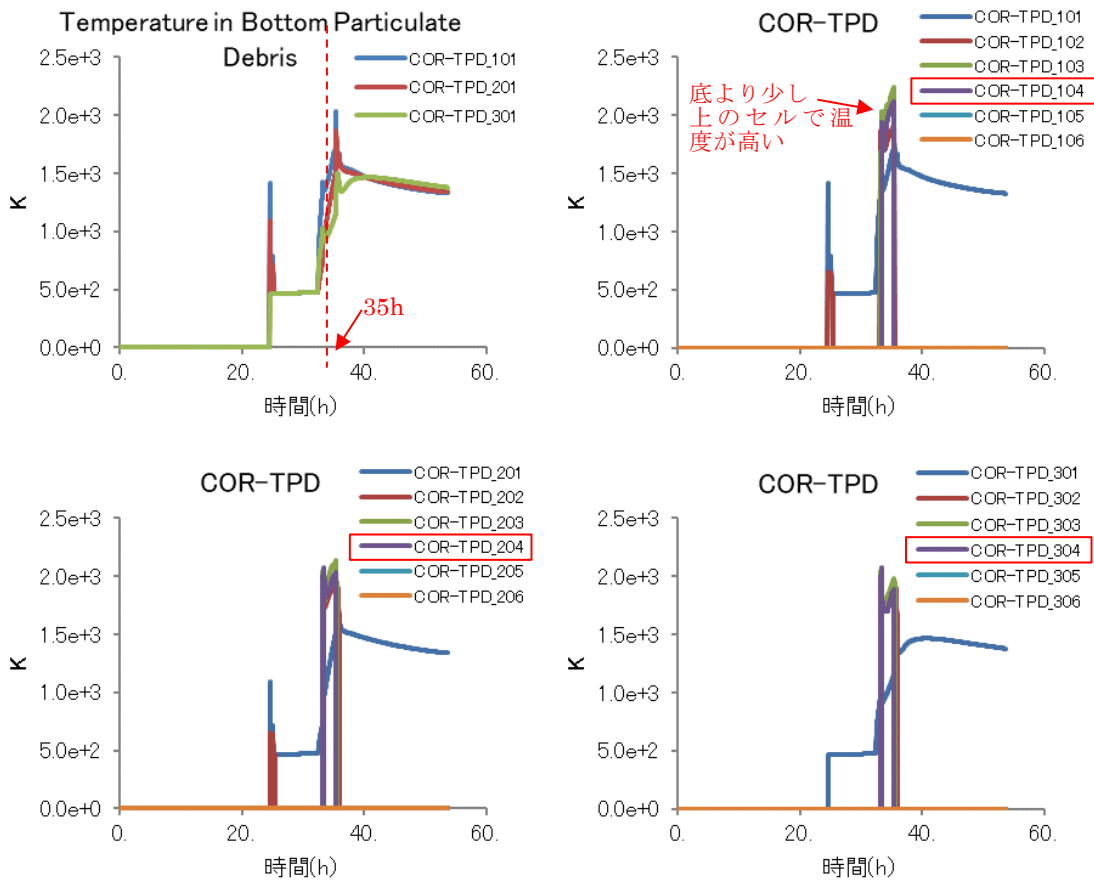 Temperature in Bottom Particulate
Debris
COR-TPD_101
COR-TPD_201
COR-TPD_301
2.5e+3
2.0e+3
1.5e+3
1.0e+3
5.0e+2
0.0e+0
K
35h
0.
20.
40.
60.
時間(h)
COR-TPD
COR-TPD_101
COR-TPD_102
COR-TPD_103
COR-TPD_104
COR-TPD_105
COR-TPD_106
2.5e+3
2.0e+3
1.5e+3
1.0e+3
5.0e+2
0.0e+0
K
底より少し
上のセルで温
度が高い
0.
20.
40.
60.
時間(h)
COR-TPD
COR-TPD_201
COR-TPD_202
COR-TPD_203
COR-TPD_204
COR-TPD_205
COR-TPD_206
2.5e+3
2.0e+3
1.5e+3
1.0e+3
5.0e+2
0.0e+0
K
0.
20.
40.
60.
時間(h)
COR-TPD
COR-TPD_301
COR-TPD_302
COR-TPD_303
COR-TPD_304
COR-TPD_305
COR-TPD_306
2.5e+3
2.0e+3
1.5e+3
1.0e+3
5.0e+2
0.0e+0
K
0.
20.
40.
60.
時間(h)